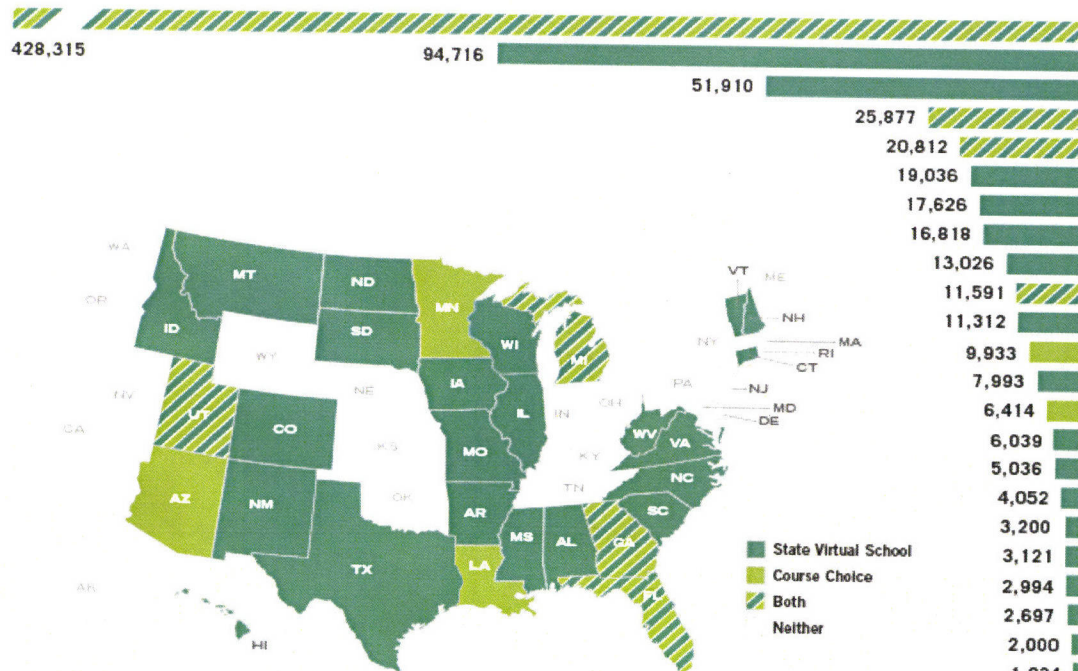 428,315
94,716
51,910
25,877
20,812
19,036
17,626
16,818
13,026
11,591
11,312
9,933
7,993
6,414
6,039
5,036
4,052
3,200
3,121
2,994
2,697
2,000
WA
MT
ND
MN
VT
ME
OR
ID
SD
WI
MI
NH
WY
NY
MA
RI
CT
IA
NE
PA
NJ
NV
UT
IL
IN
OH
MD
DE
CA
CO
KS
MO
WV
VA
KY
AZ
NM
OK
TN
NC
AR
SC
MS
AL
GA
TX
LA
FL
AK
HI
State Virtual School
Course Choice
Both
Neither